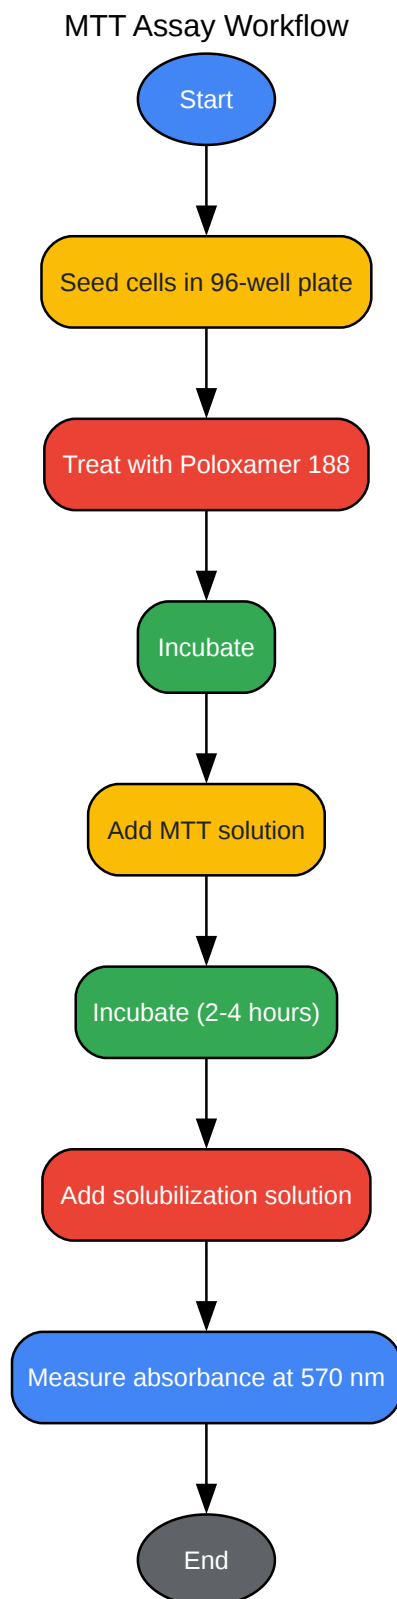 MTT Assay Workflow
Start
Seed cells in 96-well plate
Treat with Poloxamer 188
Incubate
Add MTT solution
Incubate (2-4 hours)
Add solubilization solution
Measure absorbance at 570 nm
End